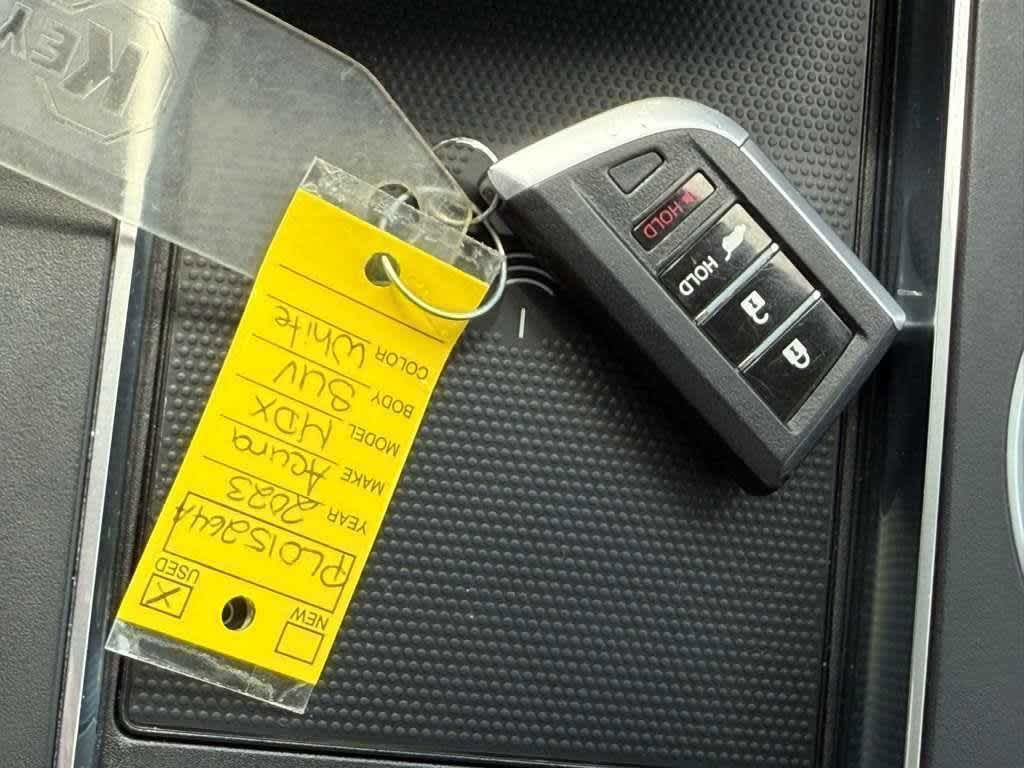 KEY
NEW
USED
PL015264A
YEAR 2023
MAKE Acura
MODEL MDX
BODY SUV
COLOR White
HOLD
HOLD